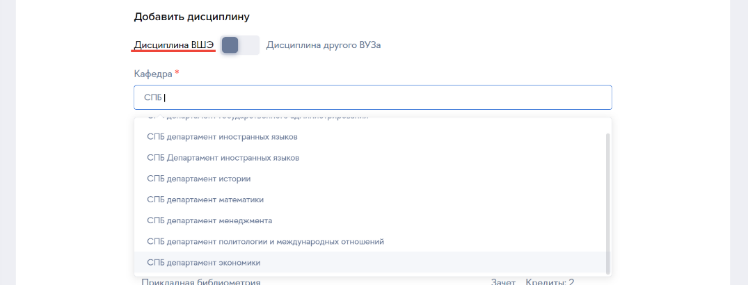 Добавить дисциплину
Дисциплина ВШЭ Дисциплина другого ВУЗа
Кафедра *
СПБ
СПБ департамент иностранных языков
СПБ Департамент иностранных языков
СПБ департамент истории
СПБ департамент математики
СПБ департамент менеджмента
СПБ департамент политологии и международных отношений
СПБ департамент экономики
Прикладная библиометрия Зачет Кредиты: 2